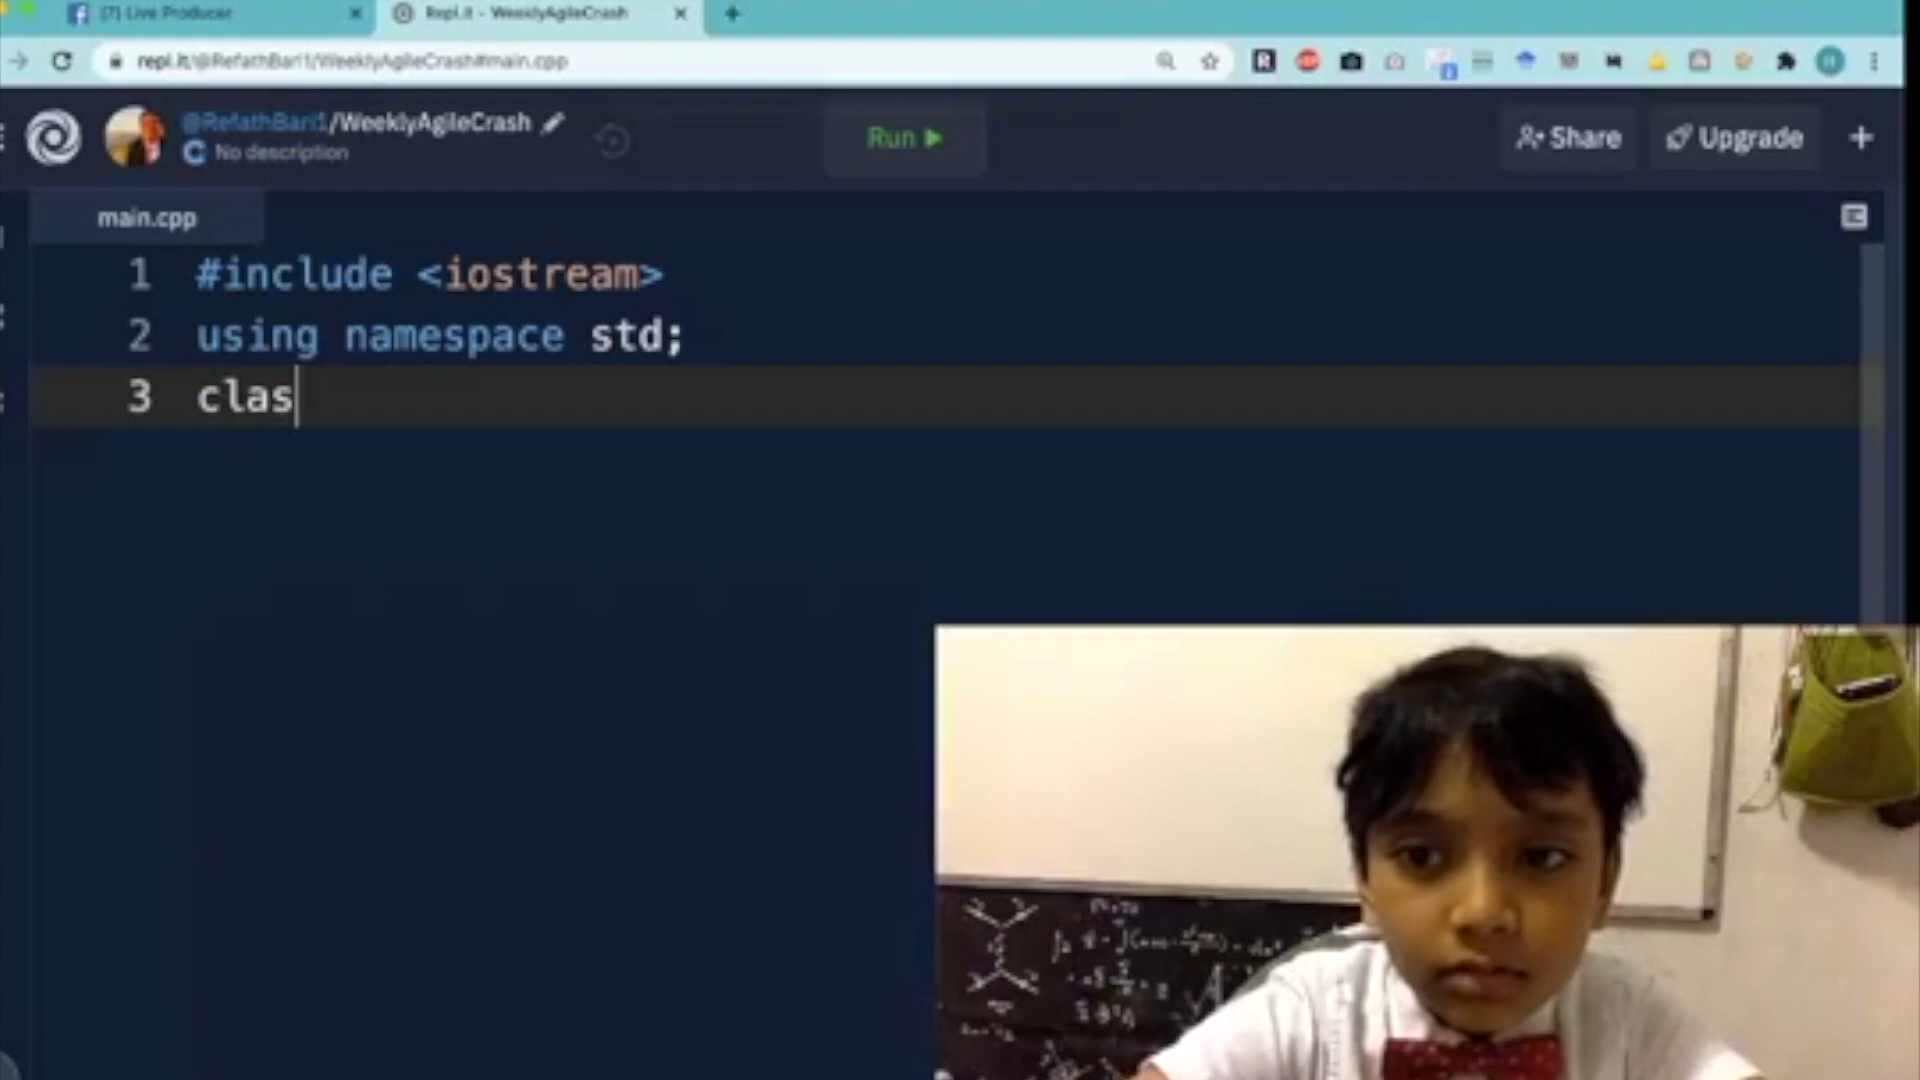 (7) Live Producer
Repl.it - WeeklyAgileCrash
repl.it/@RefathBari1/WeeklyAgileCrash#main.cpp
@RefathBari1/WeeklyAgileCrash
No description
Run
Share
Upgrade
main.cpp
1 #include <iostream>
2 using namespace std;
3 clas